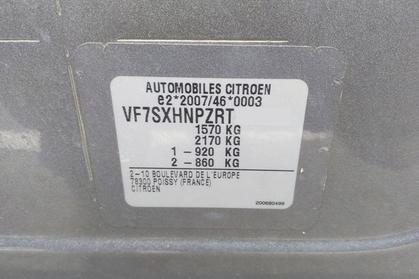 AUTOMOBILES CITROEN
e2*2007/46*0003
VF7SXHNPZRT
1570 KG
2170 KG
1 - 920 KG
2 - 860 KG
2-10 BOULEVARD DE L'EUROPE
78300 POISSY (FRANCE)
CITROEN
200680499